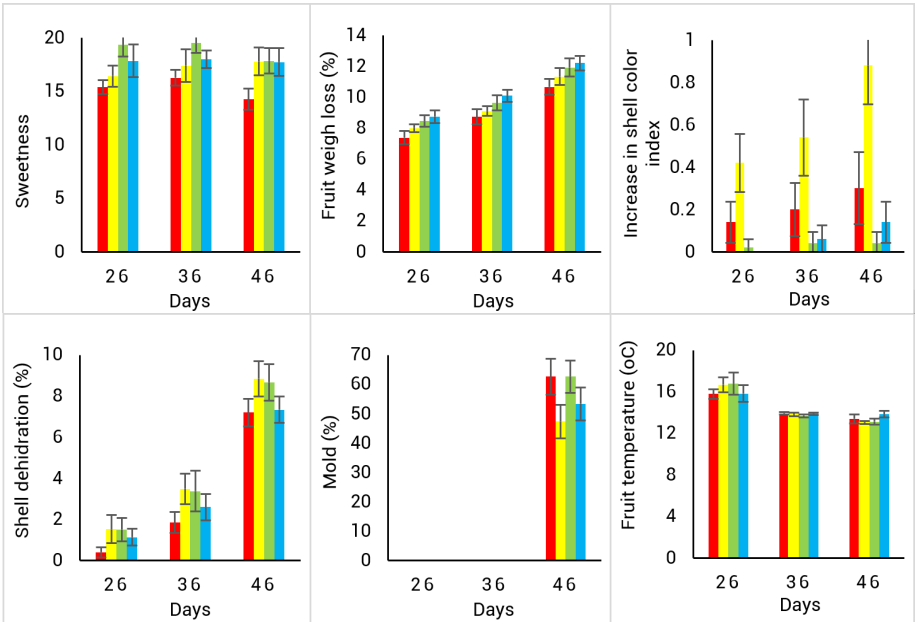 Sweetness
20
15
10
5
0
26 36 46
Days
Fruit weigh loss (%)
14
12
10
8
6
4
2
0
26 36 46
Days
Increase in shell color
index
1
0.8
0.6
0.4
0.2
0
26 36 46
Days
Shell dehidration (%)
10
8
6
4
2
0
26 36 46
Days
Mold (%)
70
60
50
40
30
20
10
0
26 36 46
Days
Fruit temperature (oC)
20
16
12
8
4
0
26 36 46
Days